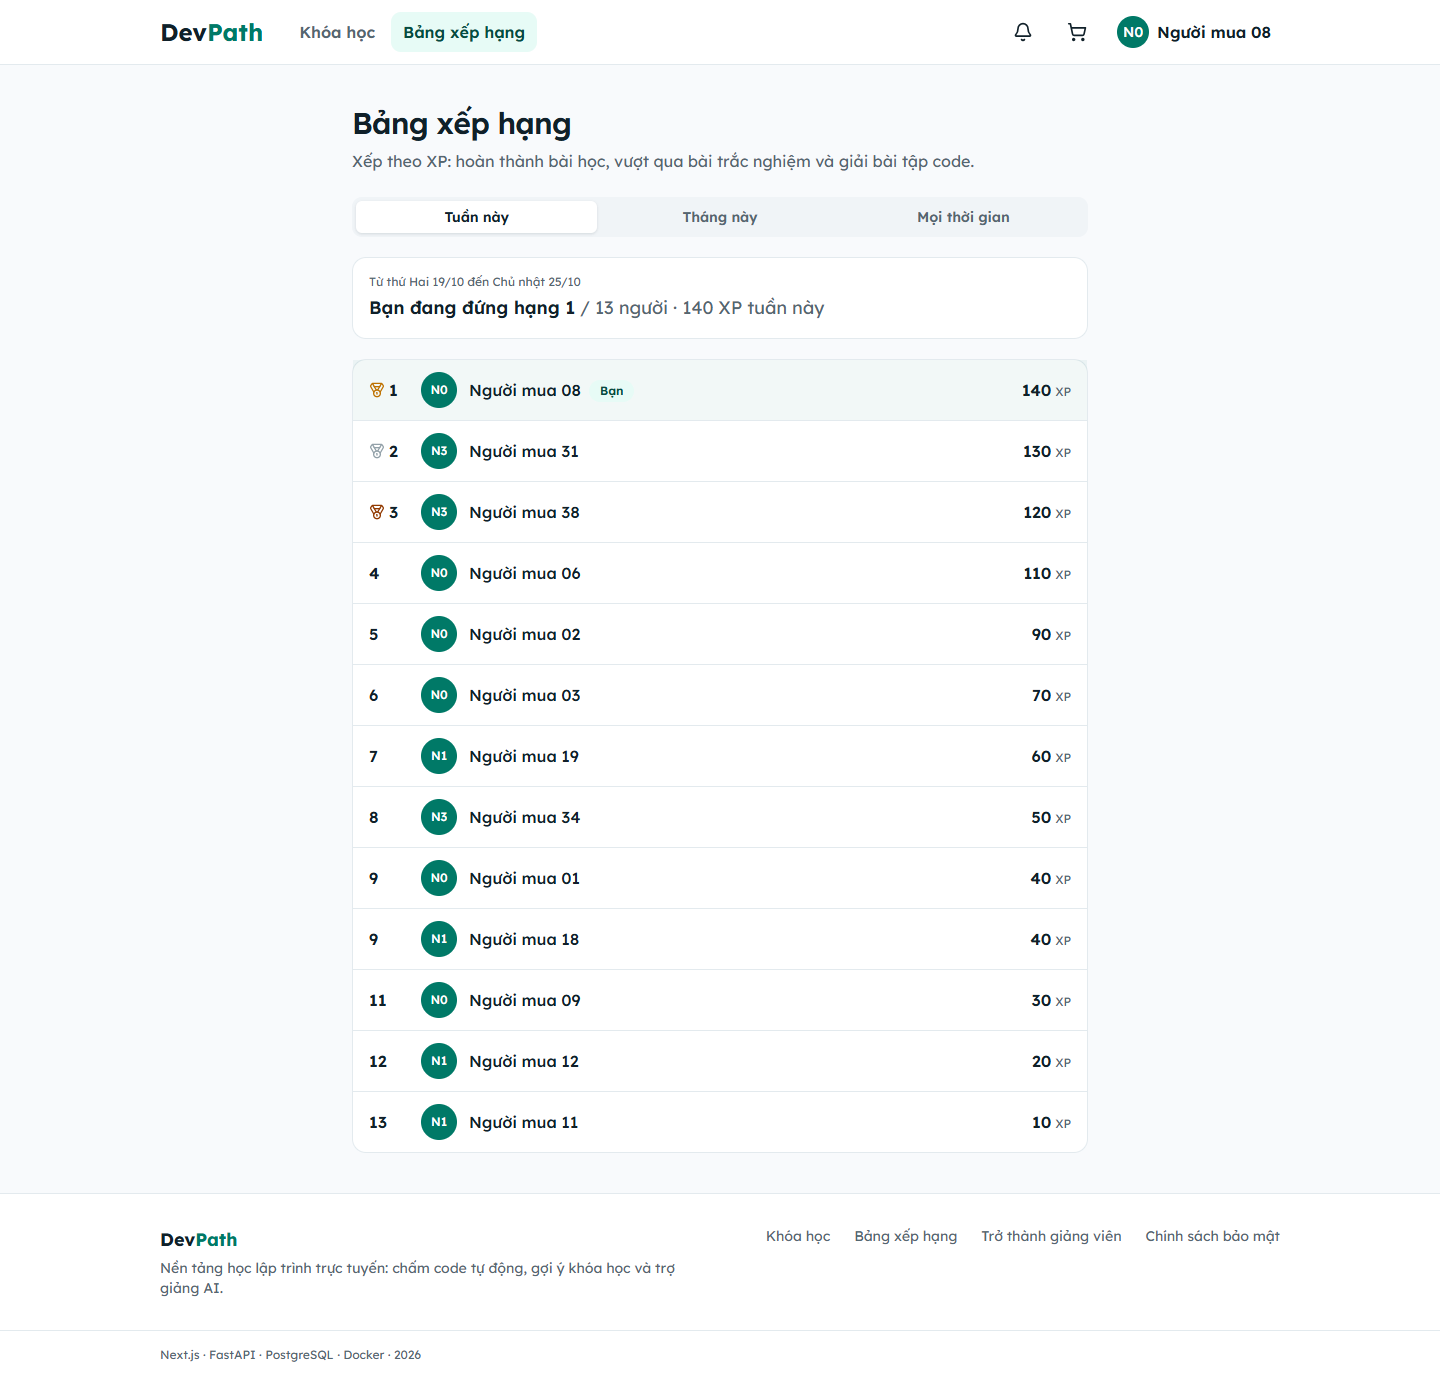 DevPath Khóa học Bảng xếp hạng N0 Người mua 08
Bảng xếp hạng
Xếp theo XP: hoàn thành bài học, vượt qua bài trắc nghiệm và giải bài tập code.
Tuần này Tháng này Mọi thời gian
Từ thứ Hai 19/10 đến Chủ nhật 25/10
Bạn đang đứng hạng 1 / 13 người · 140 XP tuần này
1 N0 Người mua 08 Bạn 140 XP
2 N3 Người mua 31 130 XP
3 N3 Người mua 38 120 XP
4 N0 Người mua 06 110 XP
5 N0 Người mua 02 90 XP
6 N0 Người mua 03 70 XP
7 N1 Người mua 19 60 XP
8 N3 Người mua 34 50 XP
9 N0 Người mua 01 40 XP
9 N1 Người mua 18 40 XP
11 N0 Người mua 09 30 XP
12 N1 Người mua 12 20 XP
13 N1 Người mua 11 10 XP
DevPath Khóa học Bảng xếp hạng Trở thành giảng viên Chính sách bảo mật
Nền tảng học lập trình trực tuyến: chấm code tự động, gợi ý khóa học và trợ
giảng AI.
Next.js · FastAPI · PostgreSQL · Docker · 2026